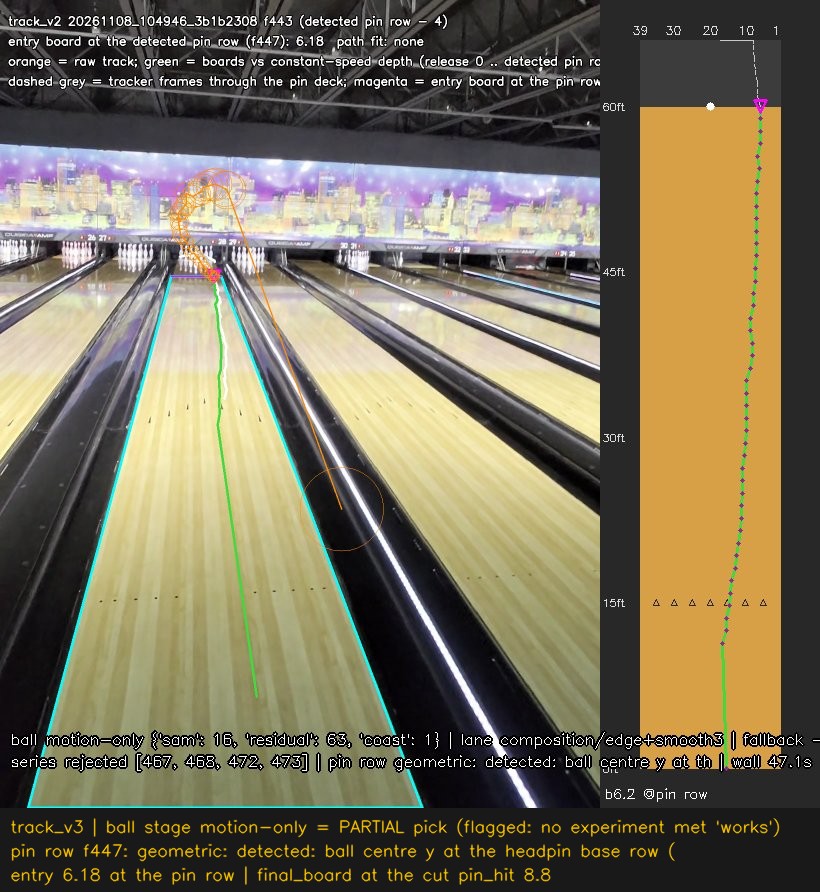 track_v2 20261108_104946_3b1b2308 f443 (detected pin row - 4)
entry board at the detected pin row (f447): 6.18 path fit: none
orange = raw track; green = boards vs constant-speed depth (release 0 .. detected pin ro
dashed grey = tracker frames through the pin deck; magenta = entry board at the pin row
39 30 20 10 1
60ft
45ft
30ft
15ft
26 27
28 29
30 31
ball motion-only {'sam': 16, 'residual': 63, 'coast': 1} | lane composition/edge+smooth3 | fallback -
series rejected [467, 468, 472, 473] | pin row geometric: detected: ball centre y at th | wall 47.1s
b6.2 @pin row
track_v3 | ball stage motion-only = PARTIAL pick (flagged: no experiment met 'works')
pin row f447: geometric: detected: ball centre y at the headpin base row (
entry 6.18 at the pin row | final_board at the cut pin_hit 8.8